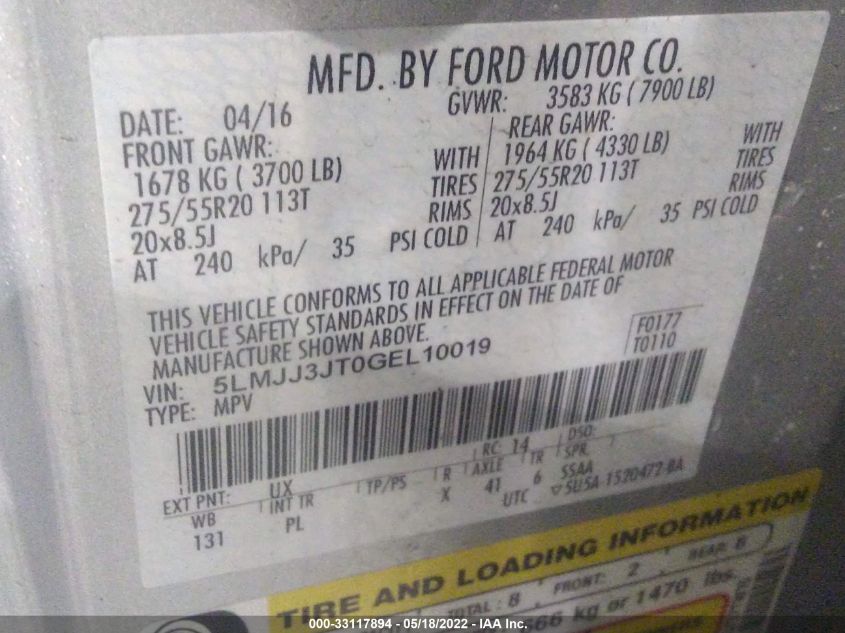 MFD. BY FORD MOTOR CO.
DATE: 04/16 GVWR: 3583 KG ( 7900 LB)
FRONT GAWR: REAR GAWR:
1678 KG ( 3700 LB) WITH 1964 KG ( 4330 LB) WITH
275/55R20 113T TIRES 275/55R20 113T TIRES
20x8.5J RIMS 20x8.5J RIMS
AT 240 kPa/ 35 PSI COLD AT 240 kPa/ 35 PSI COLD
THIS VEHICLE CONFORMS TO ALL APPLICABLE FEDERAL MOTOR
VEHICLE SAFETY STANDARDS IN EFFECT ON THE DATE OF
MANUFACTURE SHOWN ABOVE.
F0177
T0110
VIN: 5LMJJ3JT0GEL10019
TYPE: MPV
EXT PNT: UX RC: 14 DSO:
WB INT TR TP/PS R AXLE TR SPR
131 PL X 41 6 SSAA
UTC ▽5U5A-1520472-BA
TIRE AND LOADING INFORMATION
TOTAL : 8 FRONT: 2 REAR: 6
kg or 1470 lbs.
000-33117894 - 05/18/2022 - IAA Inc.